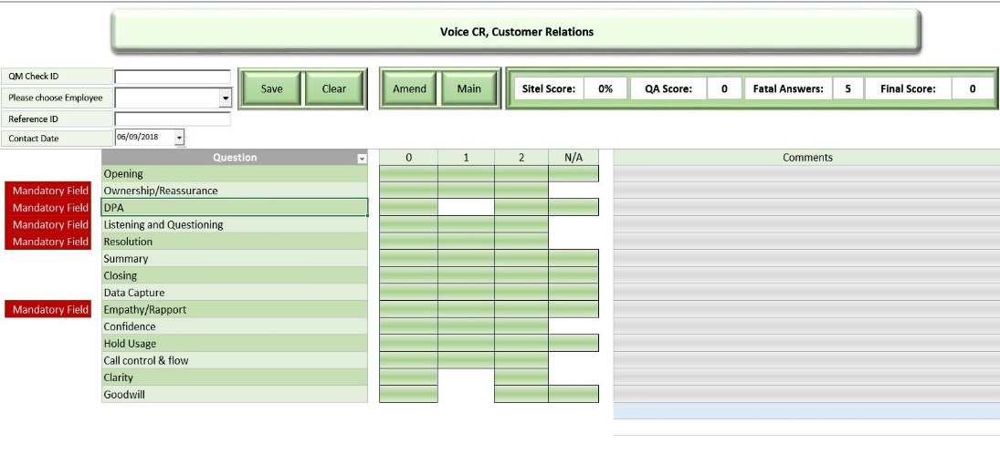 Voice CR, Customer Relations
QM Check ID
Please choose Employee
Save Clear Amend Main Sitel Score: 0% QA Score: 0 Fatal Answers: 5 Final Score: 0
Reference ID
Contact Date 06/09/2018
Question 0 1 2 N/A Comments
Opening
Mandatory Field Ownership/Reassurance
Mandatory Field DPA
Mandatory Field Listening and Questioning
Mandatory Field Resolution
Summary
Closing
Data Capture
Mandatory Field Empathy/Rapport
Confidence
Hold Usage
Call control & flow
Clarity
Goodwill